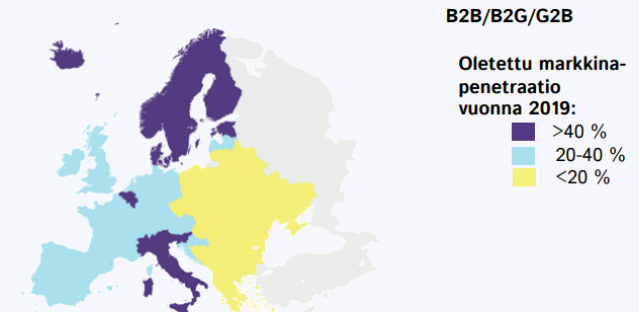 B2B/B2G/G2B
Oletettu markkina-
penetraatio
vuonna 2019:
>40 %
20-40 %
<20 %